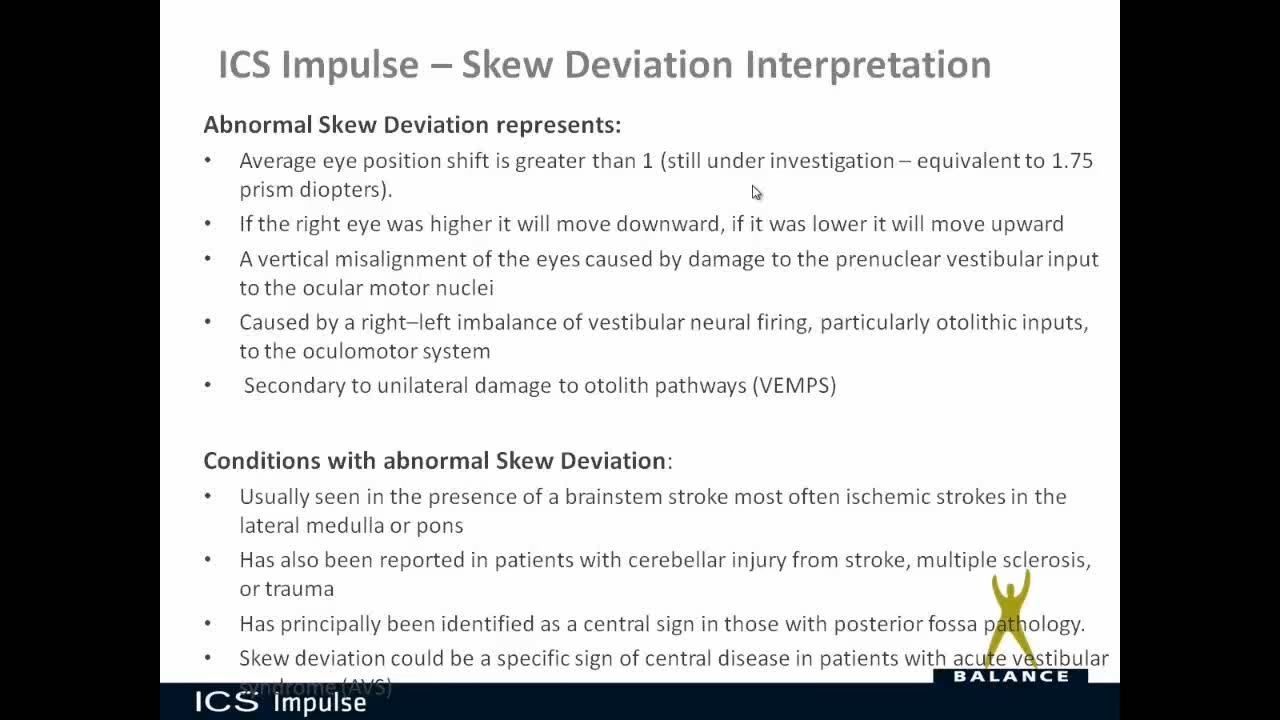 ICS Impulse – Skew Deviation Interpretation
Abnormal Skew Deviation represents:
• Average eye position shift is greater than 1 (still under investigation – equivalent to 1.75
prism diopters).
• If the right eye was higher it will move downward, if it was lower it will move upward
• A vertical misalignment of the eyes caused by damage to the prenuclear vestibular input
to the ocular motor nuclei
• Caused by a right–left imbalance of vestibular neural firing, particularly otolithic inputs,
to the oculomotor system
• Secondary to unilateral damage to otolith pathways (VEMPS)
Conditions with abnormal Skew Deviation:
• Usually seen in the presence of a brainstem stroke most often ischemic strokes in the
lateral medulla or pons
• Has also been reported in patients with cerebellar injury from stroke, multiple sclerosis,
or trauma
• Has principally been identified as a central sign in those with posterior fossa pathology.
• Skew deviation could be a specific sign of central disease in patients with acute vestibular
syndrome (AVS)
BALANCE
ICS Impulse